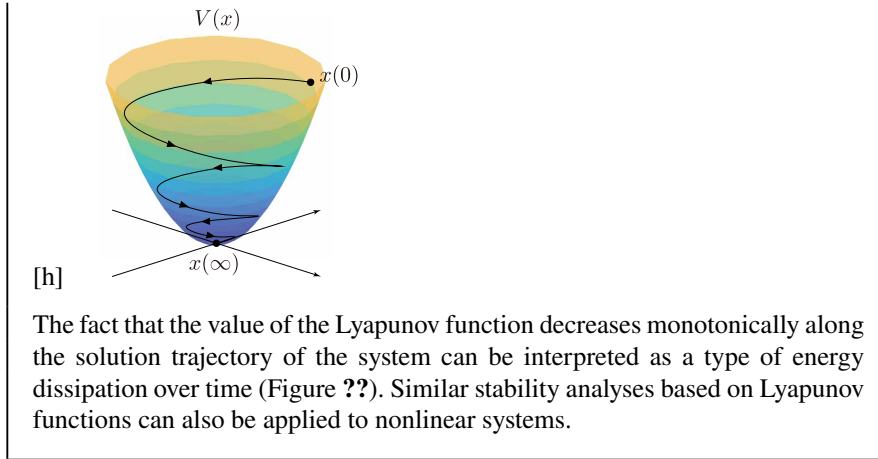 V(x)
x(0)
x(∞)
[h]
The fact that the value of the Lyapunov function decreases monotonically along
the solution trajectory of the system can be interpreted as a type of energy
dissipation over time (Figure ??). Similar stability analyses based on Lyapunov
functions can also be applied to nonlinear systems.